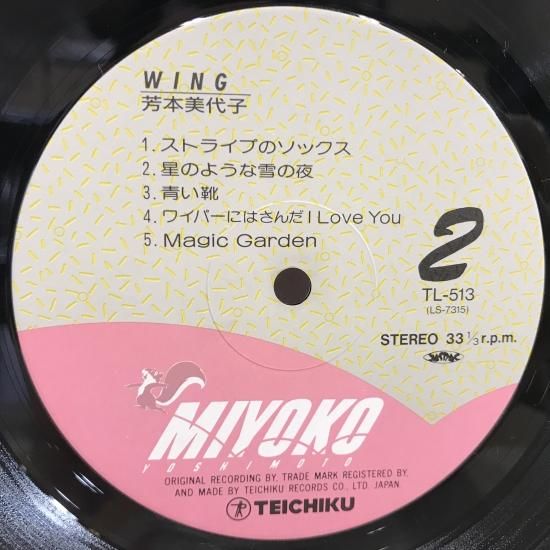 WING
芳本美代子
1. ストライプのソックス
2. 星のような雪の夜
3. 青い靴
4. ワイパーにはさんだ I Love You
5. Magic Garden
2
TL-513
(LS-7315)
STEREO 33 1/3 r.p.m.
MIYOKO
YOSHIMOTO
ORIGINAL RECORDING BY, TRADE MARK REGISTERED BY,
AND MADE BY TEICHIKU RECORDS CO., LTD. JAPAN.
TEICHIKU